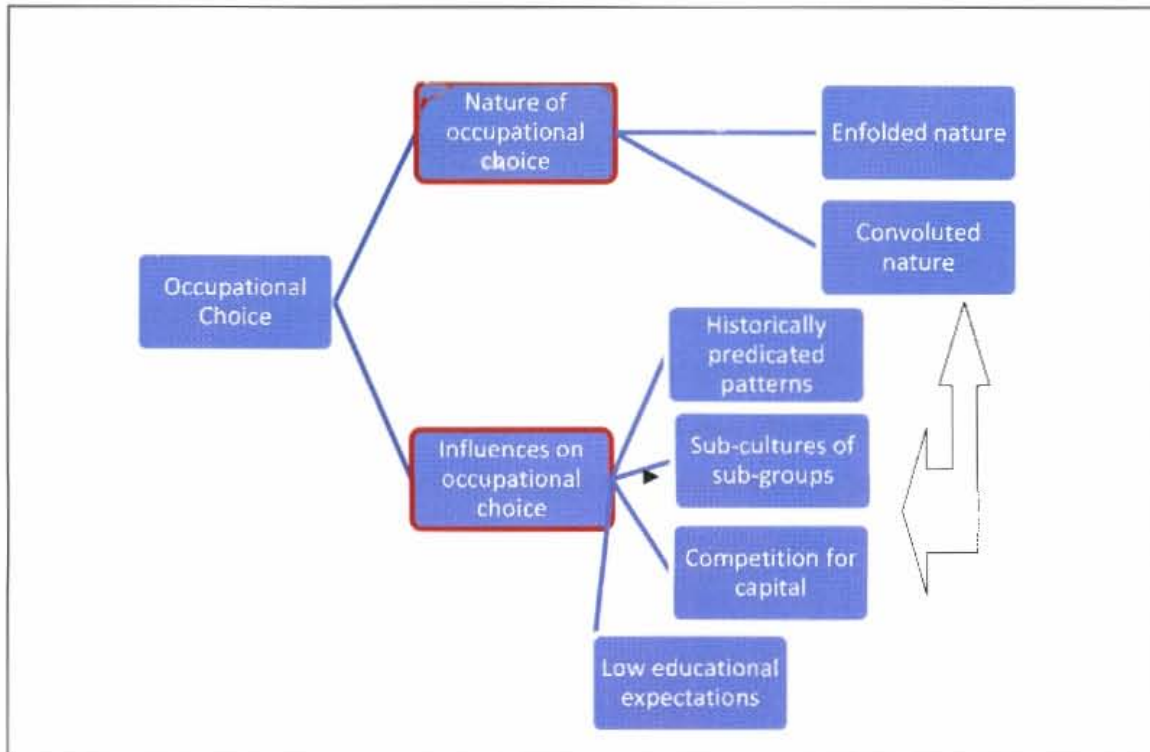 Nature of
occupational
choice
Enfolded nature
Convoluted
nature
Occupational
Choice
Historically
predicated
patterns
Influences on
occupational
choice
Sub-cultures of
sub-groups
Competition for
capital
Low educational
expectations